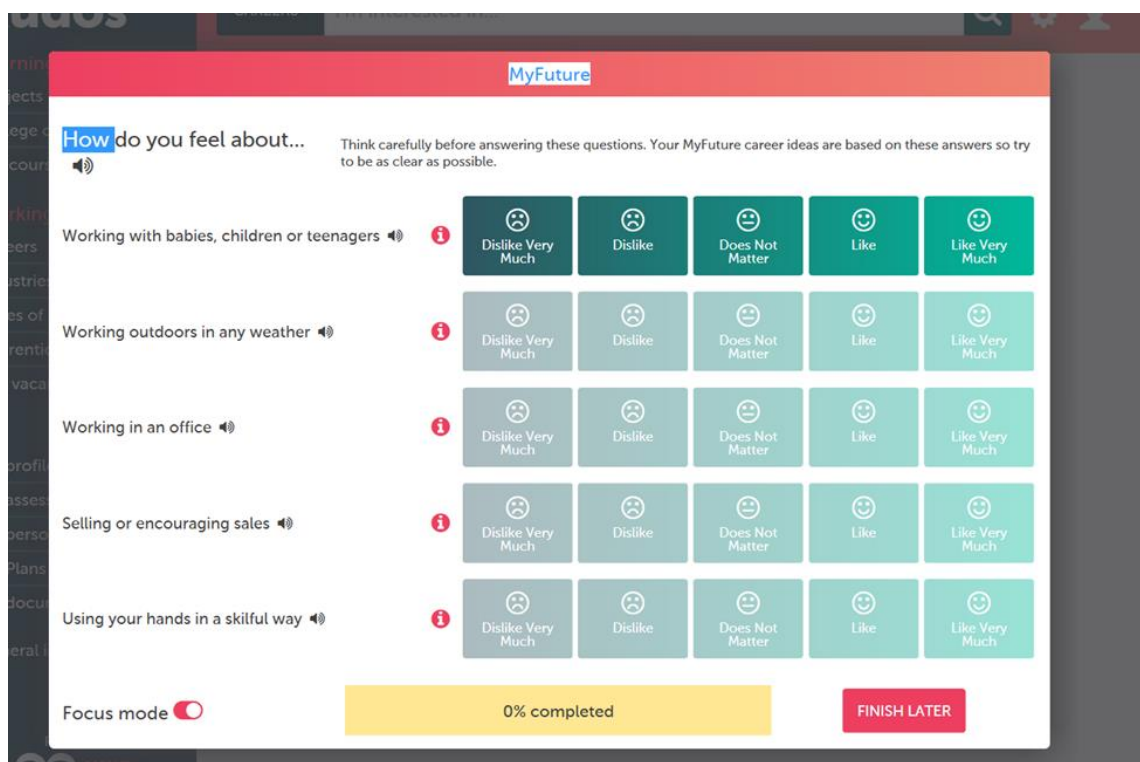 CAREERS
MyFuture
How do you feel about...
Think carefully before answering these questions. Your MyFuture career ideas are based on these answers so try
to be as clear as possible.
Working with babies, children or teenagers
Dislike Very Much
Dislike
Does Not Matter
Like
Like Very Much
Working outdoors in any weather
Dislike Very Much
Dislike
Does Not Matter
Like
Like Very Much
Working in an office
Dislike Very Much
Dislike
Does Not Matter
Like
Like Very Much
Selling or encouraging sales
Dislike Very Much
Dislike
Does Not Matter
Like
Like Very Much
Using your hands in a skilful way
Dislike Very Much
Dislike
Does Not Matter
Like
Like Very Much
Focus mode
0% completed
FINISH LATER